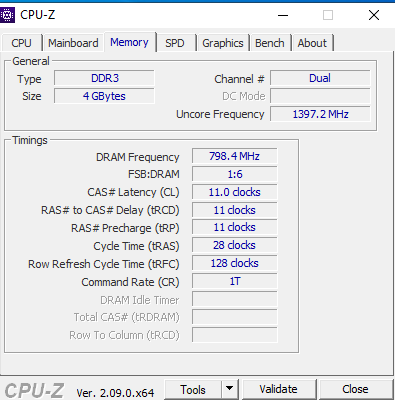 CPU-Z
CPU Mainboard Memory SPD Graphics Bench About
General
Type DDR3 Channel # Dual
Size 4 GBytes DC Mode
Uncore Frequency 1397.2 MHz
Timings
DRAM Frequency 798.4 MHz
FSB:DRAM 1:6
CAS# Latency (CL) 11.0 clocks
RAS# to CAS# Delay (tRCD) 11 clocks
RAS# Precharge (tRP) 11 clocks
Cycle Time (tRAS) 28 clocks
Row Refresh Cycle Time (tRFC) 128 clocks
Command Rate (CR) 1T
DRAM Idle Timer
Total CAS# (tRDRAM)
Row To Column (tRCD)
CPU-Z Ver. 2.09.0.x64 Tools Validate Close